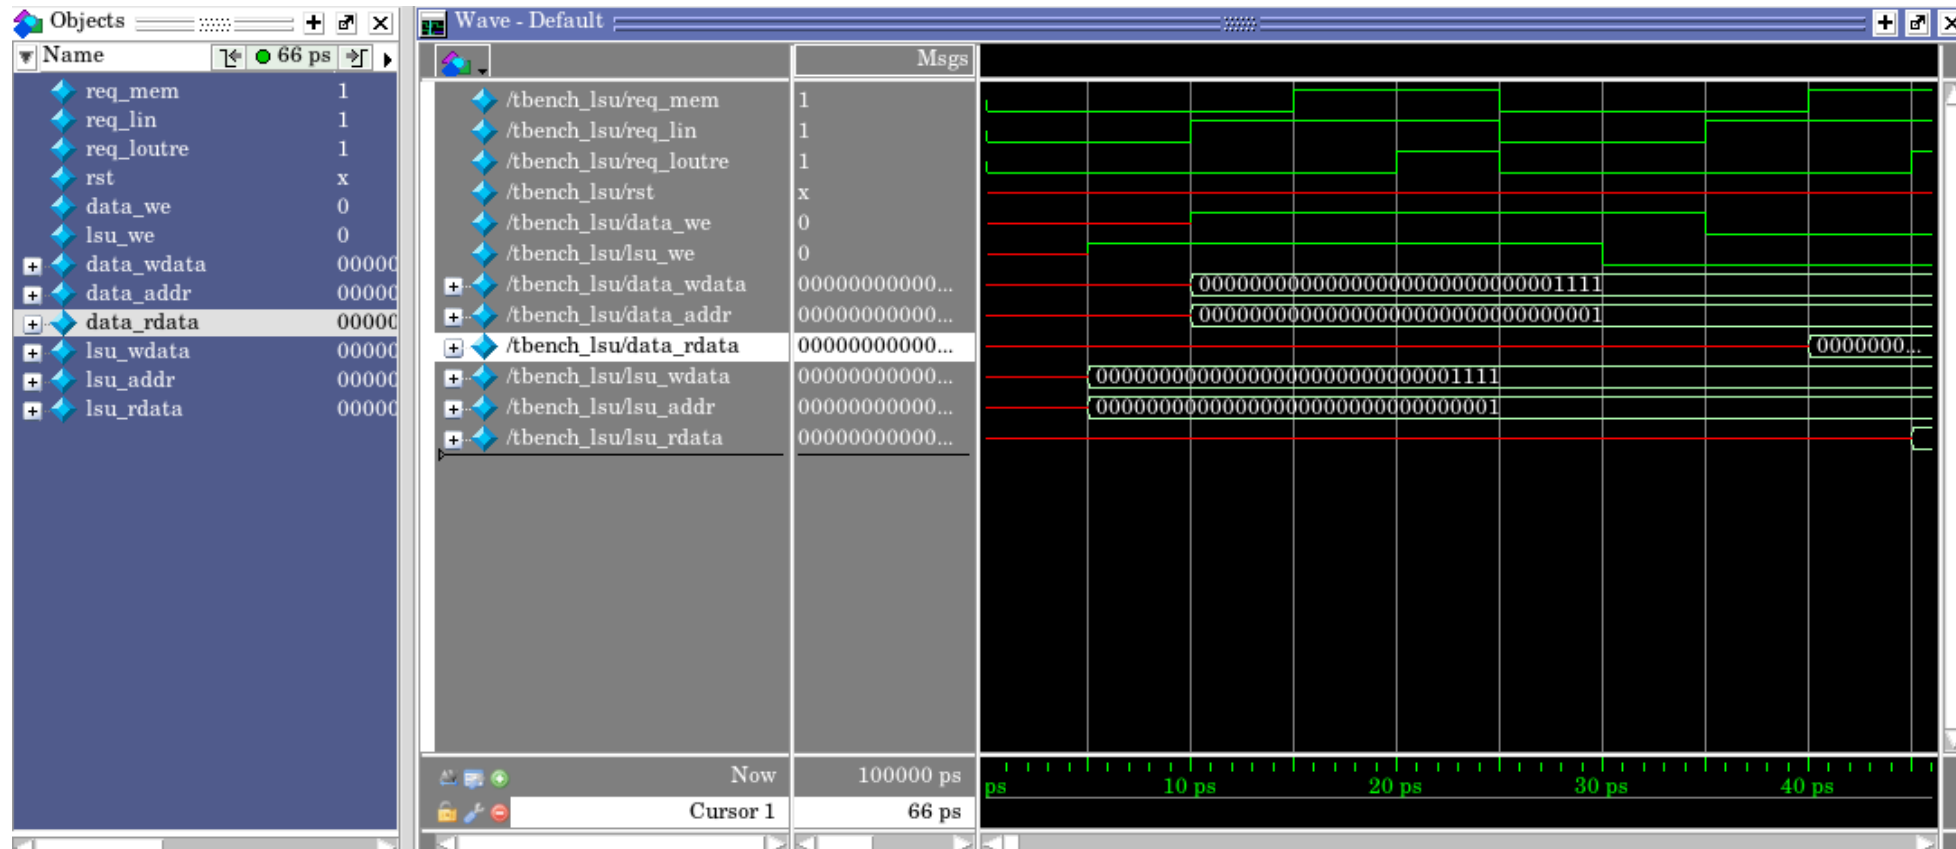 Objects
Name 66 ps
req_mem 1
req_lin 1
req_loutre 1
rst x
data_we 0
lsu_we 0
data_wdata 00000
data_addr 00000
data_rdata 00000
lsu_wdata 00000
lsu_addr 00000
lsu_rdata 00000
Wave - Default
Msgs
/tbench_lsu/req_mem 1
/tbench_lsu/req_lin 1
/tbench_lsu/req_loutre 1
/tbench_lsu/rst x
/tbench_lsu/data_we 0
/tbench_lsu/lsu_we 0
/tbench_lsu/data_wdata 00000000000... 00000000000000000000000000001111
/tbench_lsu/data_addr 00000000000... 00000000000000000000000000000001
/tbench_lsu/data_rdata 00000000000... 0000000...
/tbench_lsu/lsu_wdata 00000000000... 00000000000000000000000000001111
/tbench_lsu/lsu_addr 00000000000... 00000000000000000000000000000001
/tbench_lsu/lsu_rdata 00000000000...
Now 100000 ps
ps 10 ps 20 ps 30 ps 40 ps
Cursor 1 66 ps